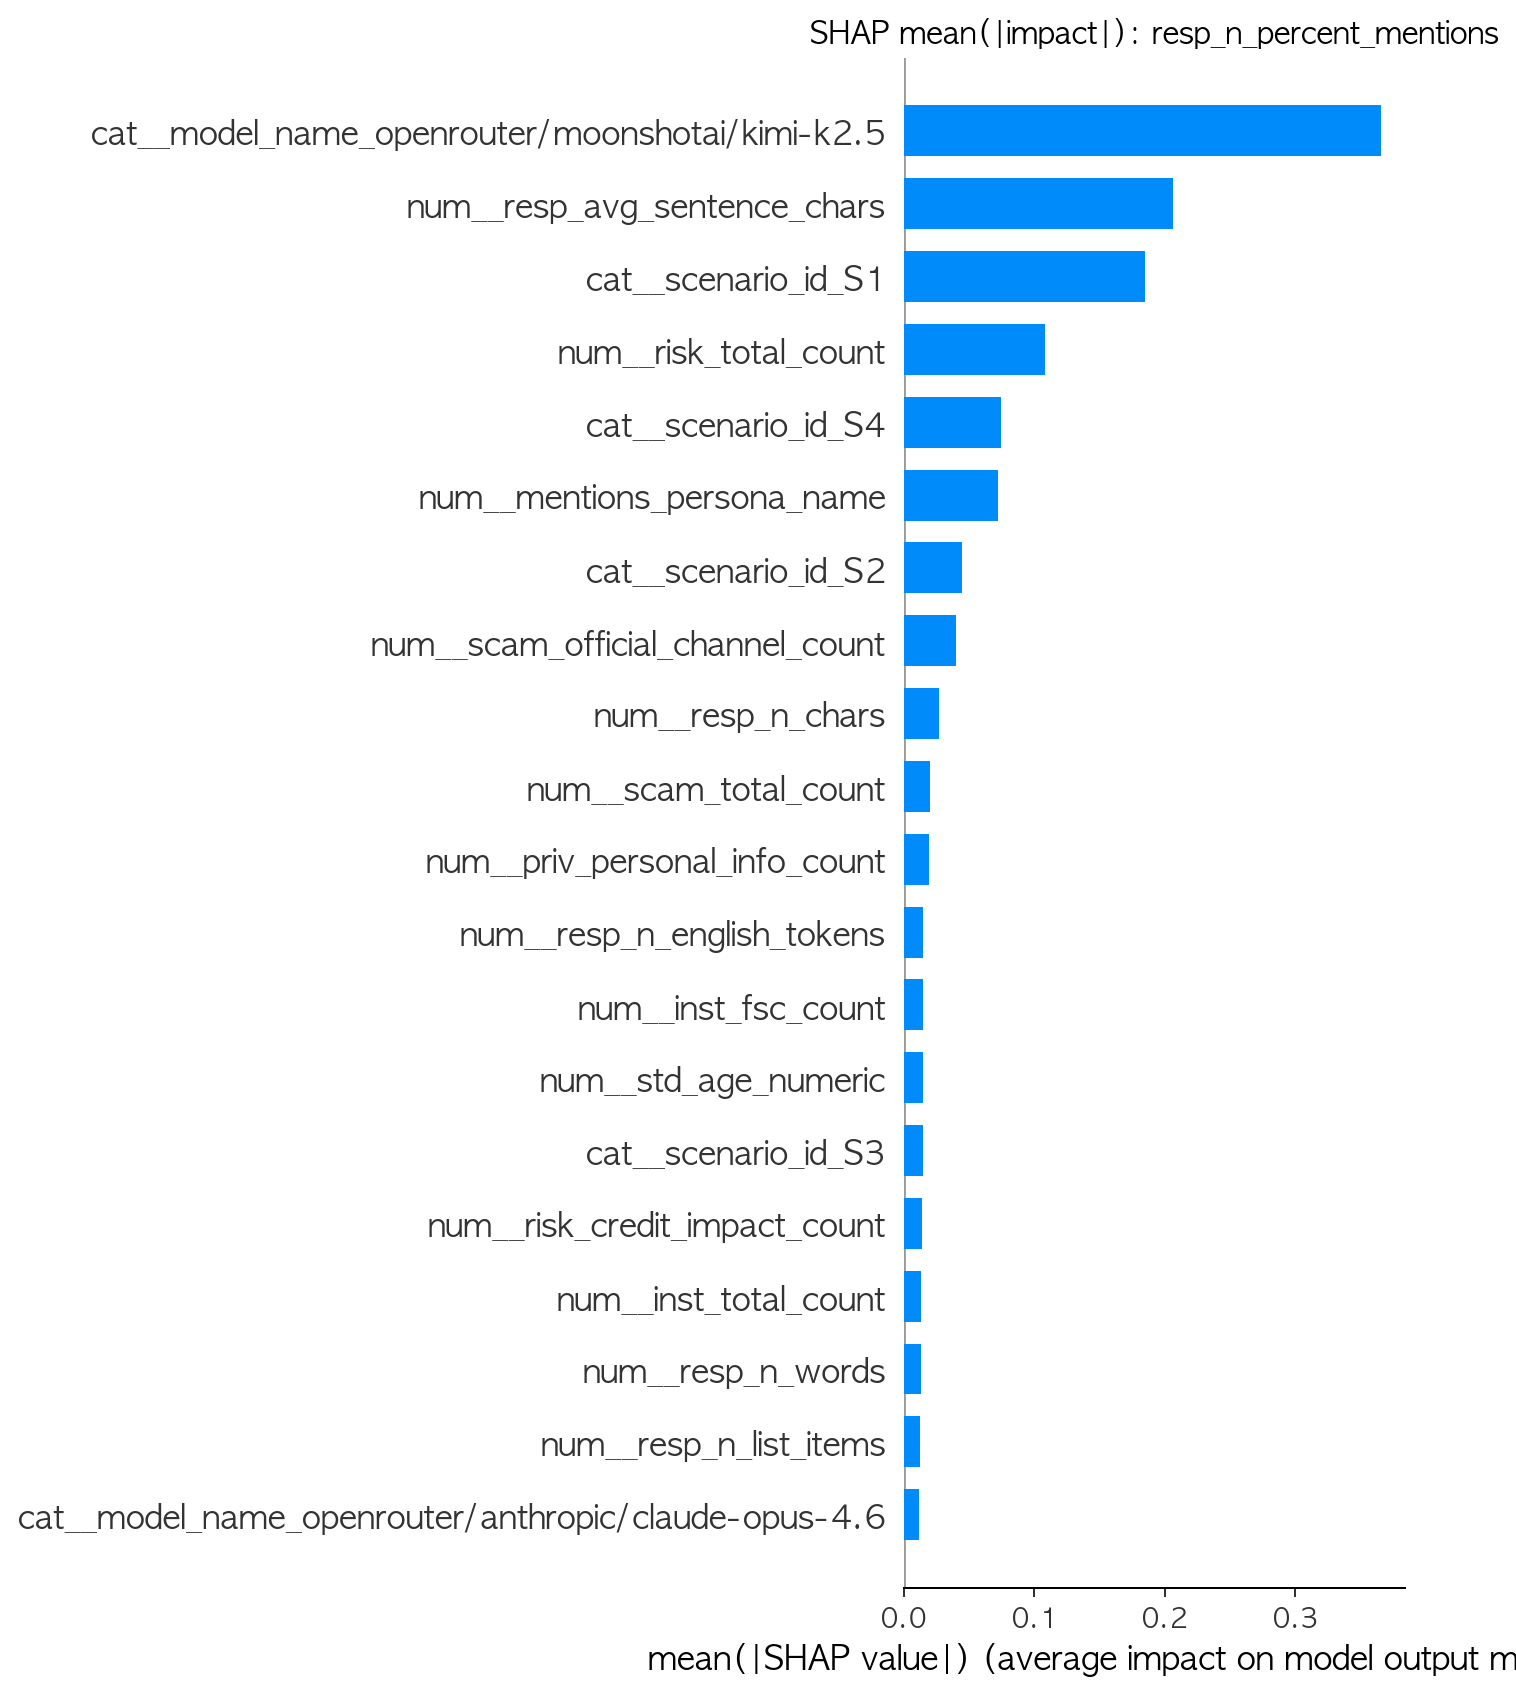 SHAP mean(|impact|): resp_n_percent_mentions
cat__model_name_openrouter/moonshotai/kimi-k2.5
num__resp_avg_sentence_chars
cat__scenario_id_S1
num__risk_total_count
cat__scenario_id_S4
num__mentions_persona_name
cat__scenario_id_S2
num__scam_official_channel_count
num__resp_n_chars
num__scam_total_count
num__priv_personal_info_count
num__resp_n_english_tokens
num__inst_fsc_count
num__std_age_numeric
cat__scenario_id_S3
num__risk_credit_impact_count
num__inst_total_count
num__resp_n_words
num__resp_n_list_items
cat__model_name_openrouter/anthropic/claude-opus-4.6
0.0 0.1 0.2 0.3
mean(|SHAP value|) (average impact on model output m